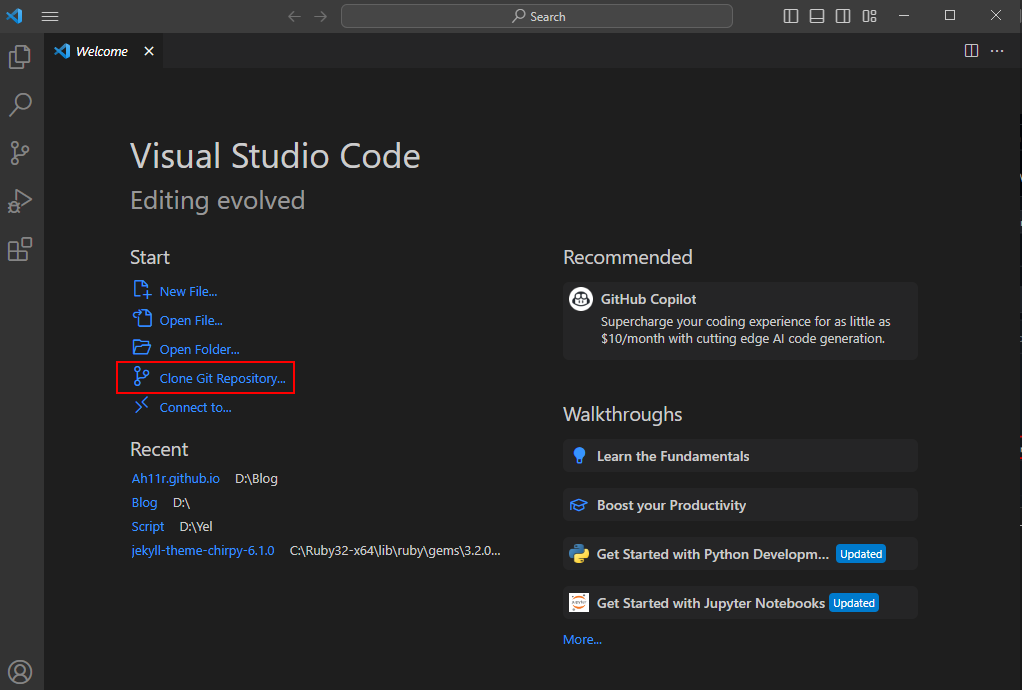 Search
Welcome
Visual Studio Code
Editing evolved
Start
New File...
Open File...
Open Folder...
Clone Git Repository...
Connect to...
Recent
Ah11r.github.io D:\Blog
Blog D:\
Script D:\Yel
jekyll-theme-chirpy-6.1.0 C:\Ruby32-x64\lib\ruby\gems\3.2.0...
Recommended
GitHub Copilot
Supercharge your coding experience for as little as
$10/month with cutting edge AI code generation.
Walkthroughs
Learn the Fundamentals
Boost your Productivity
Get Started with Python Developm... Updated
Get Started with Jupyter Notebooks Updated
More...